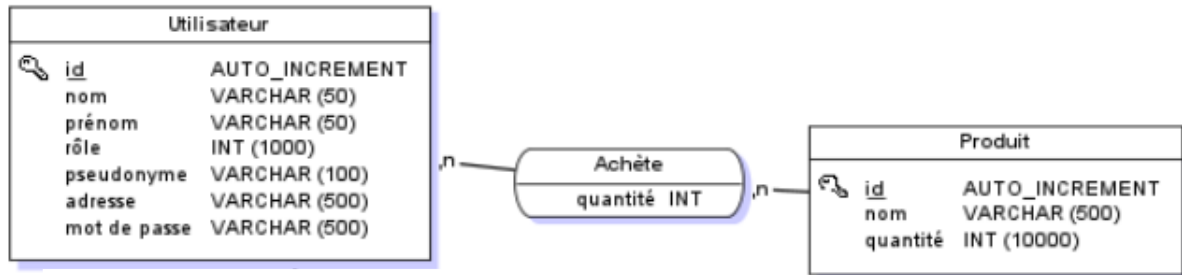 Utilisateur
id AUTO_INCREMENT
nom VARCHAR (50)
prénom VARCHAR (50)
rôle INT (1000)
pseudonyme VARCHAR (100)
adresse VARCHAR (500)
mot de passe VARCHAR (500)
,n
Achète
quantité INT
,n
Produit
id AUTO_INCREMENT
nom VARCHAR (500)
quantité INT (10000)